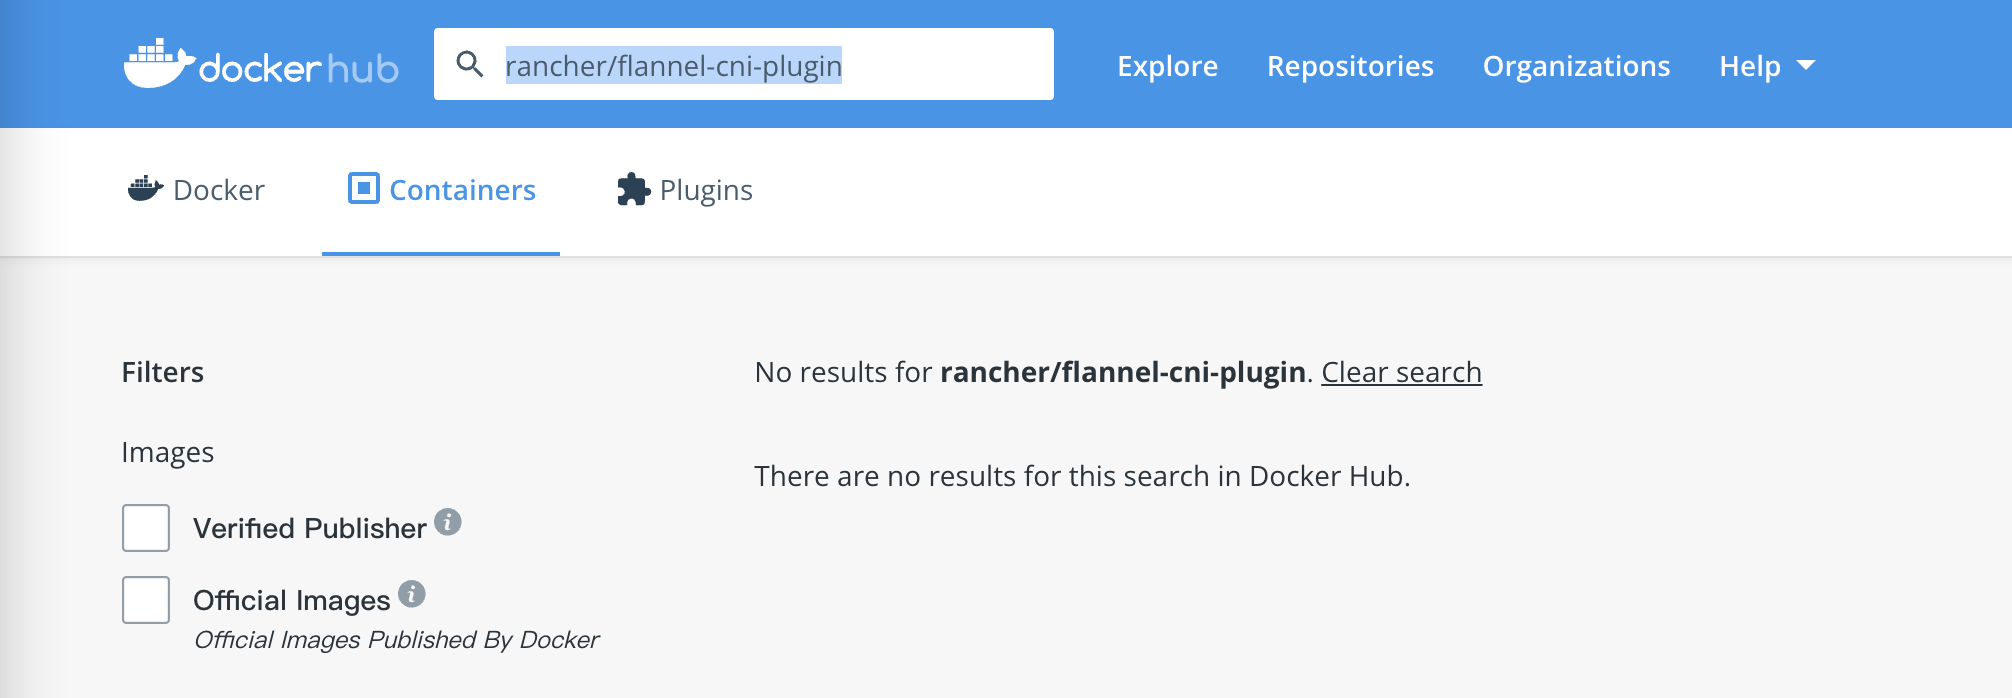 dockerhub
rancher/flannel-cni-plugin
Explore
Repositories
Organizations
Help
Docker
Containers
Plugins
Filters
Images
Verified Publisher
Official Images
Official Images Published By Docker
No results for rancher/flannel-cni-plugin. Clear search
There are no results for this search in Docker Hub.